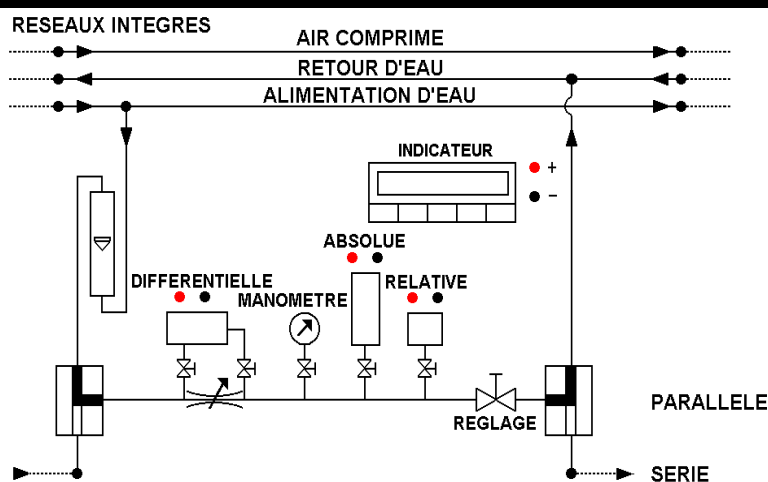 RESEAUX INTEGRES
AIR COMPRIME
RETOUR D'EAU
ALIMENTATION D'EAU
INDICATEUR
+
−
ABSOLUE
DIFFERENTIELLE
RELATIVE
MANOMETRE
PARALLELE
REGLAGE
SERIE